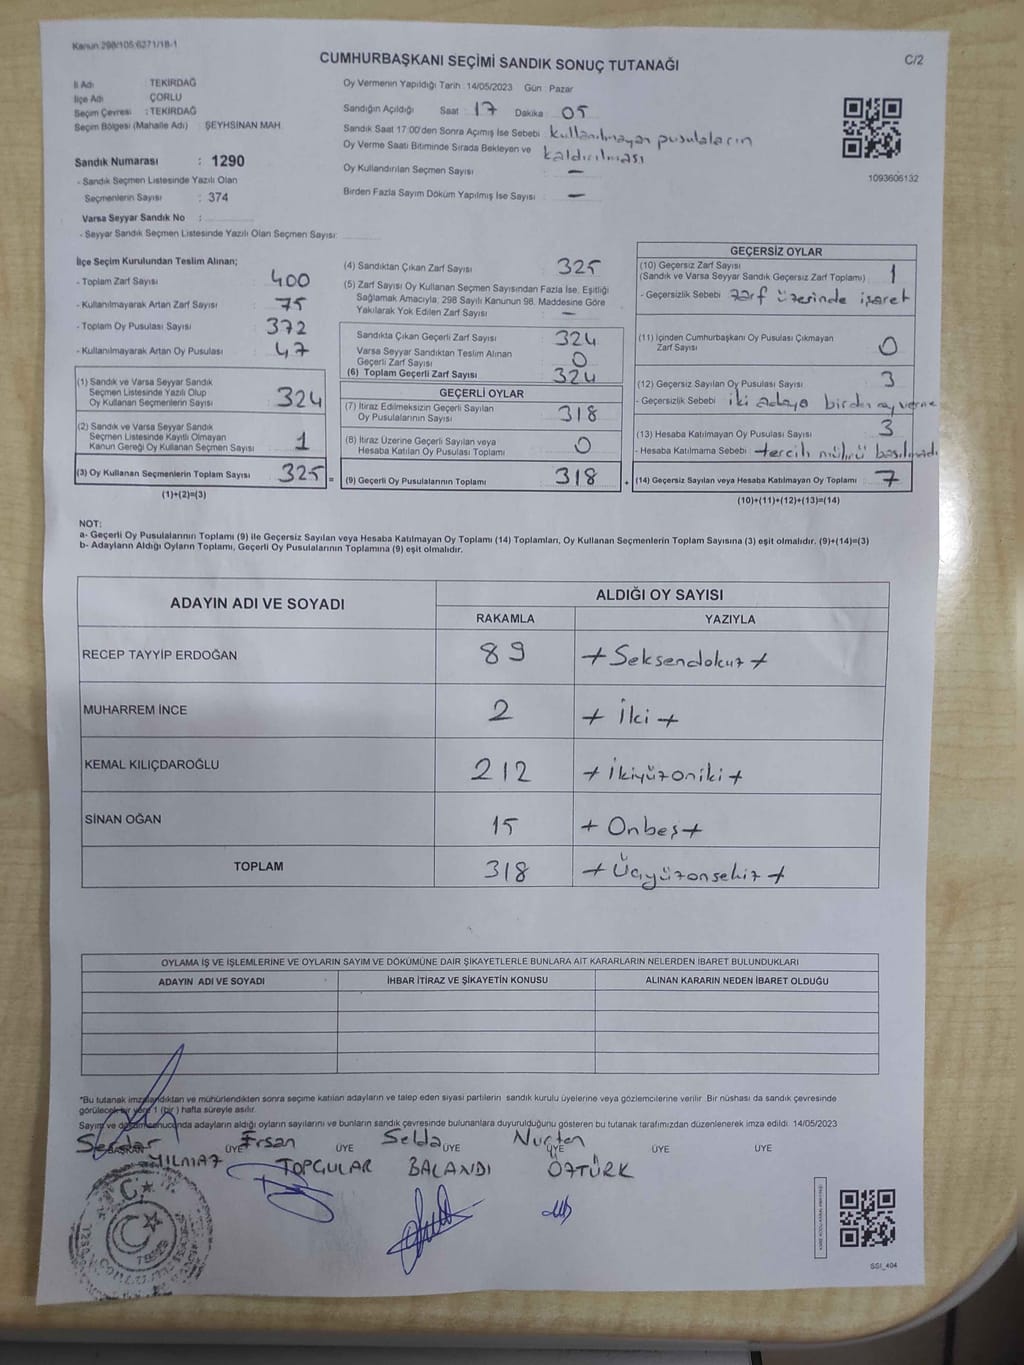 Kanun:298/105:6271/18-1
CUMHURBAŞKANI SEÇİMİ SANDIK SONUÇ TUTANAĞI
C/2
İl Adı : TEKİRDAĞ
İlçe Adı : ÇORLU
Seçim Çevresi : TEKİRDAĞ
Seçim Bölgesi (Mahalle Adı) : ŞEYHSİNAN MAH.
Sandık Numarası : 1290
- Sandık Seçmen Listesinde Yazılı Olan
Seçmenlerin Sayısı : 374
Varsa Seyyar Sandık No :
- Seyyar Sandık Seçmen Listesinde Yazılı Olan Seçmen Sayısı:
Oy Vermenin Yapıldığı Tarih : 14/05/2023 Gün : Pazar
Sandığın Açıldığı Saat 17 Dakika 05
Sandık Saat 17:00'den Sonra Açımış İse Sebebi : kullanılmayan pusulaların
Oy Verme Saati Bitiminde Sırada Bekleyen ve kaldırılması
Oy Kullandırılan Seçmen Sayısı : —
Birden Fazla Sayım Döküm Yapılmış İse Sayısı : —
1093606132
İlçe Seçim Kurulundan Teslim Alınan;
- Toplam Zarf Sayısı : 400
- Kullanılmayarak Artan Zarf Sayısı : 75
- Toplam Oy Pusulası Sayısı : 372
- Kullanılmayarak Artan Oy Pusulası : 47
(1) Sandık ve Varsa Seyyar Sandık
Seçmen Listesinde Yazılı Olup
Oy Kullanan Seçmenlerin Sayısı : 324
(2) Sandık ve Varsa Seyyar Sandık
Seçmen Listesinde Kayıtlı Olmayan
Kanun Gereği Oy Kullanan Seçmen Sayısı : 1
(3) Oy Kullanan Seçmenlerin Toplam Sayısı : 325 =
(1)+(2)=(3)
(4) Sandıktan Çıkan Zarf Sayısı : 325
(5) Zarf Sayısı Oy Kullanan Seçmen Sayısından Fazla İse, Eşitliği
Sağlamak Amacıyla, 298 Sayılı Kanunun 98. Maddesine Göre
Yakılarak Yok Edilen Zarf Sayısı : —
Sandıkta Çıkan Geçerli Zarf Sayısı : 324
Varsa Seyyar Sandıktan Teslim Alınan
Geçerli Zarf Sayısı : 0
(6) Toplam Geçerli Zarf Sayısı : 324
GEÇERLİ OYLAR
(7) İtiraz Edilmeksizin Geçerli Sayılan
Oy Pusulalarının Sayısı : 318
(8) İtiraz Üzerine Geçerli Sayılan veya
Hesaba Katılan Oy Pusulası Toplamı : 0
(9) Geçerli Oy Pusulalarının Toplamı : 318 +
GEÇERSİZ OYLAR
(10) Geçersiz Zarf Sayısı
(Sandık ve Varsa Seyyar Sandık Geçersiz Zarf Toplamı) : 1
- Geçersizlik Sebebi : zarf üzerinde işaret
(11) İçinden Cumhurbaşkanı Oy Pusulası Çıkmayan
Zarf Sayısı : 0
(12) Geçersiz Sayılan Oy Pusulası Sayısı : 3
- Geçersizlik Sebebi : iki adaya birden oy verme
(13) Hesaba Katılmayan Oy Pusulası Sayısı : 3
- Hesaba Katılmama Sebebi : tercih mührü basılmadı
(14) Geçersiz Sayılan veya Hesaba Katılmayan Oy Toplamı : 7
(10)+(11)+(12)+(13)=(14)
NOT:
a- Geçerli Oy Pusulalarının Toplamı (9) ile Geçersiz Sayılan veya Hesaba Katılmayan Oy Toplamı (14) Toplamları, Oy Kullanan Seçmenlerin Toplam Sayısına (3) eşit olmalıdır. (9)+(14)=(3)
b- Adayların Aldığı Oyların Toplamı, Geçerli Oy Pusulalarının Toplamına (9) eşit olmalıdır.
ADAYIN ADI VE SOYADI
ALDIĞI OY SAYISI
RAKAMLA YAZIYLA
RECEP TAYYİP ERDOĞAN 89 + Seksendokuz +
MUHARREM İNCE 2 + İki +
KEMAL KILIÇDAROĞLU 212 + İkiyüzoniki +
SİNAN OĞAN 15 + Onbeş +
TOPLAM 318 + Üçyüzonsekiz +
OYLAMA İŞ VE İŞLEMLERİNE VE OYLARIN SAYIM VE DÖKÜMÜNE DAİR ŞİKAYETLERLE BUNLARA AİT KARARLARIN NELERDEN İBARET BULUNDUKLARI
ADAYIN ADI VE SOYADI İHBAR İTİRAZ VE ŞİKAYETİN KONUSU ALINAN KARARIN NEDEN İBARET OLDUĞU
*Bu tutanak imzalandıktan ve mühürlendikten sonra seçime katılan adayların ve talep eden siyasi partilerin sandık kurulu üyelerine veya gözlemcilerine verilir. Bir nüshası da sandık çevresinde
görülecek bir yere 1 (bir) hafta süreyle asılır.
Sayım ve döküm sonucunda adayların aldığı oyların sayılarını ve bunların sandık çevresinde bulunanlara duyurulduğunu gösteren bu tutanak tarafımızdan düzenlenerek imza edildi. 14/05/2023
Serdar Ersan Selda Nurten
BAŞKAN ÜYE ÜYE ÜYE ÜYE ÜYE ÜYE
YILMAZ TOPÇULAR BALANDI ÖZTÜRK
SSI_404